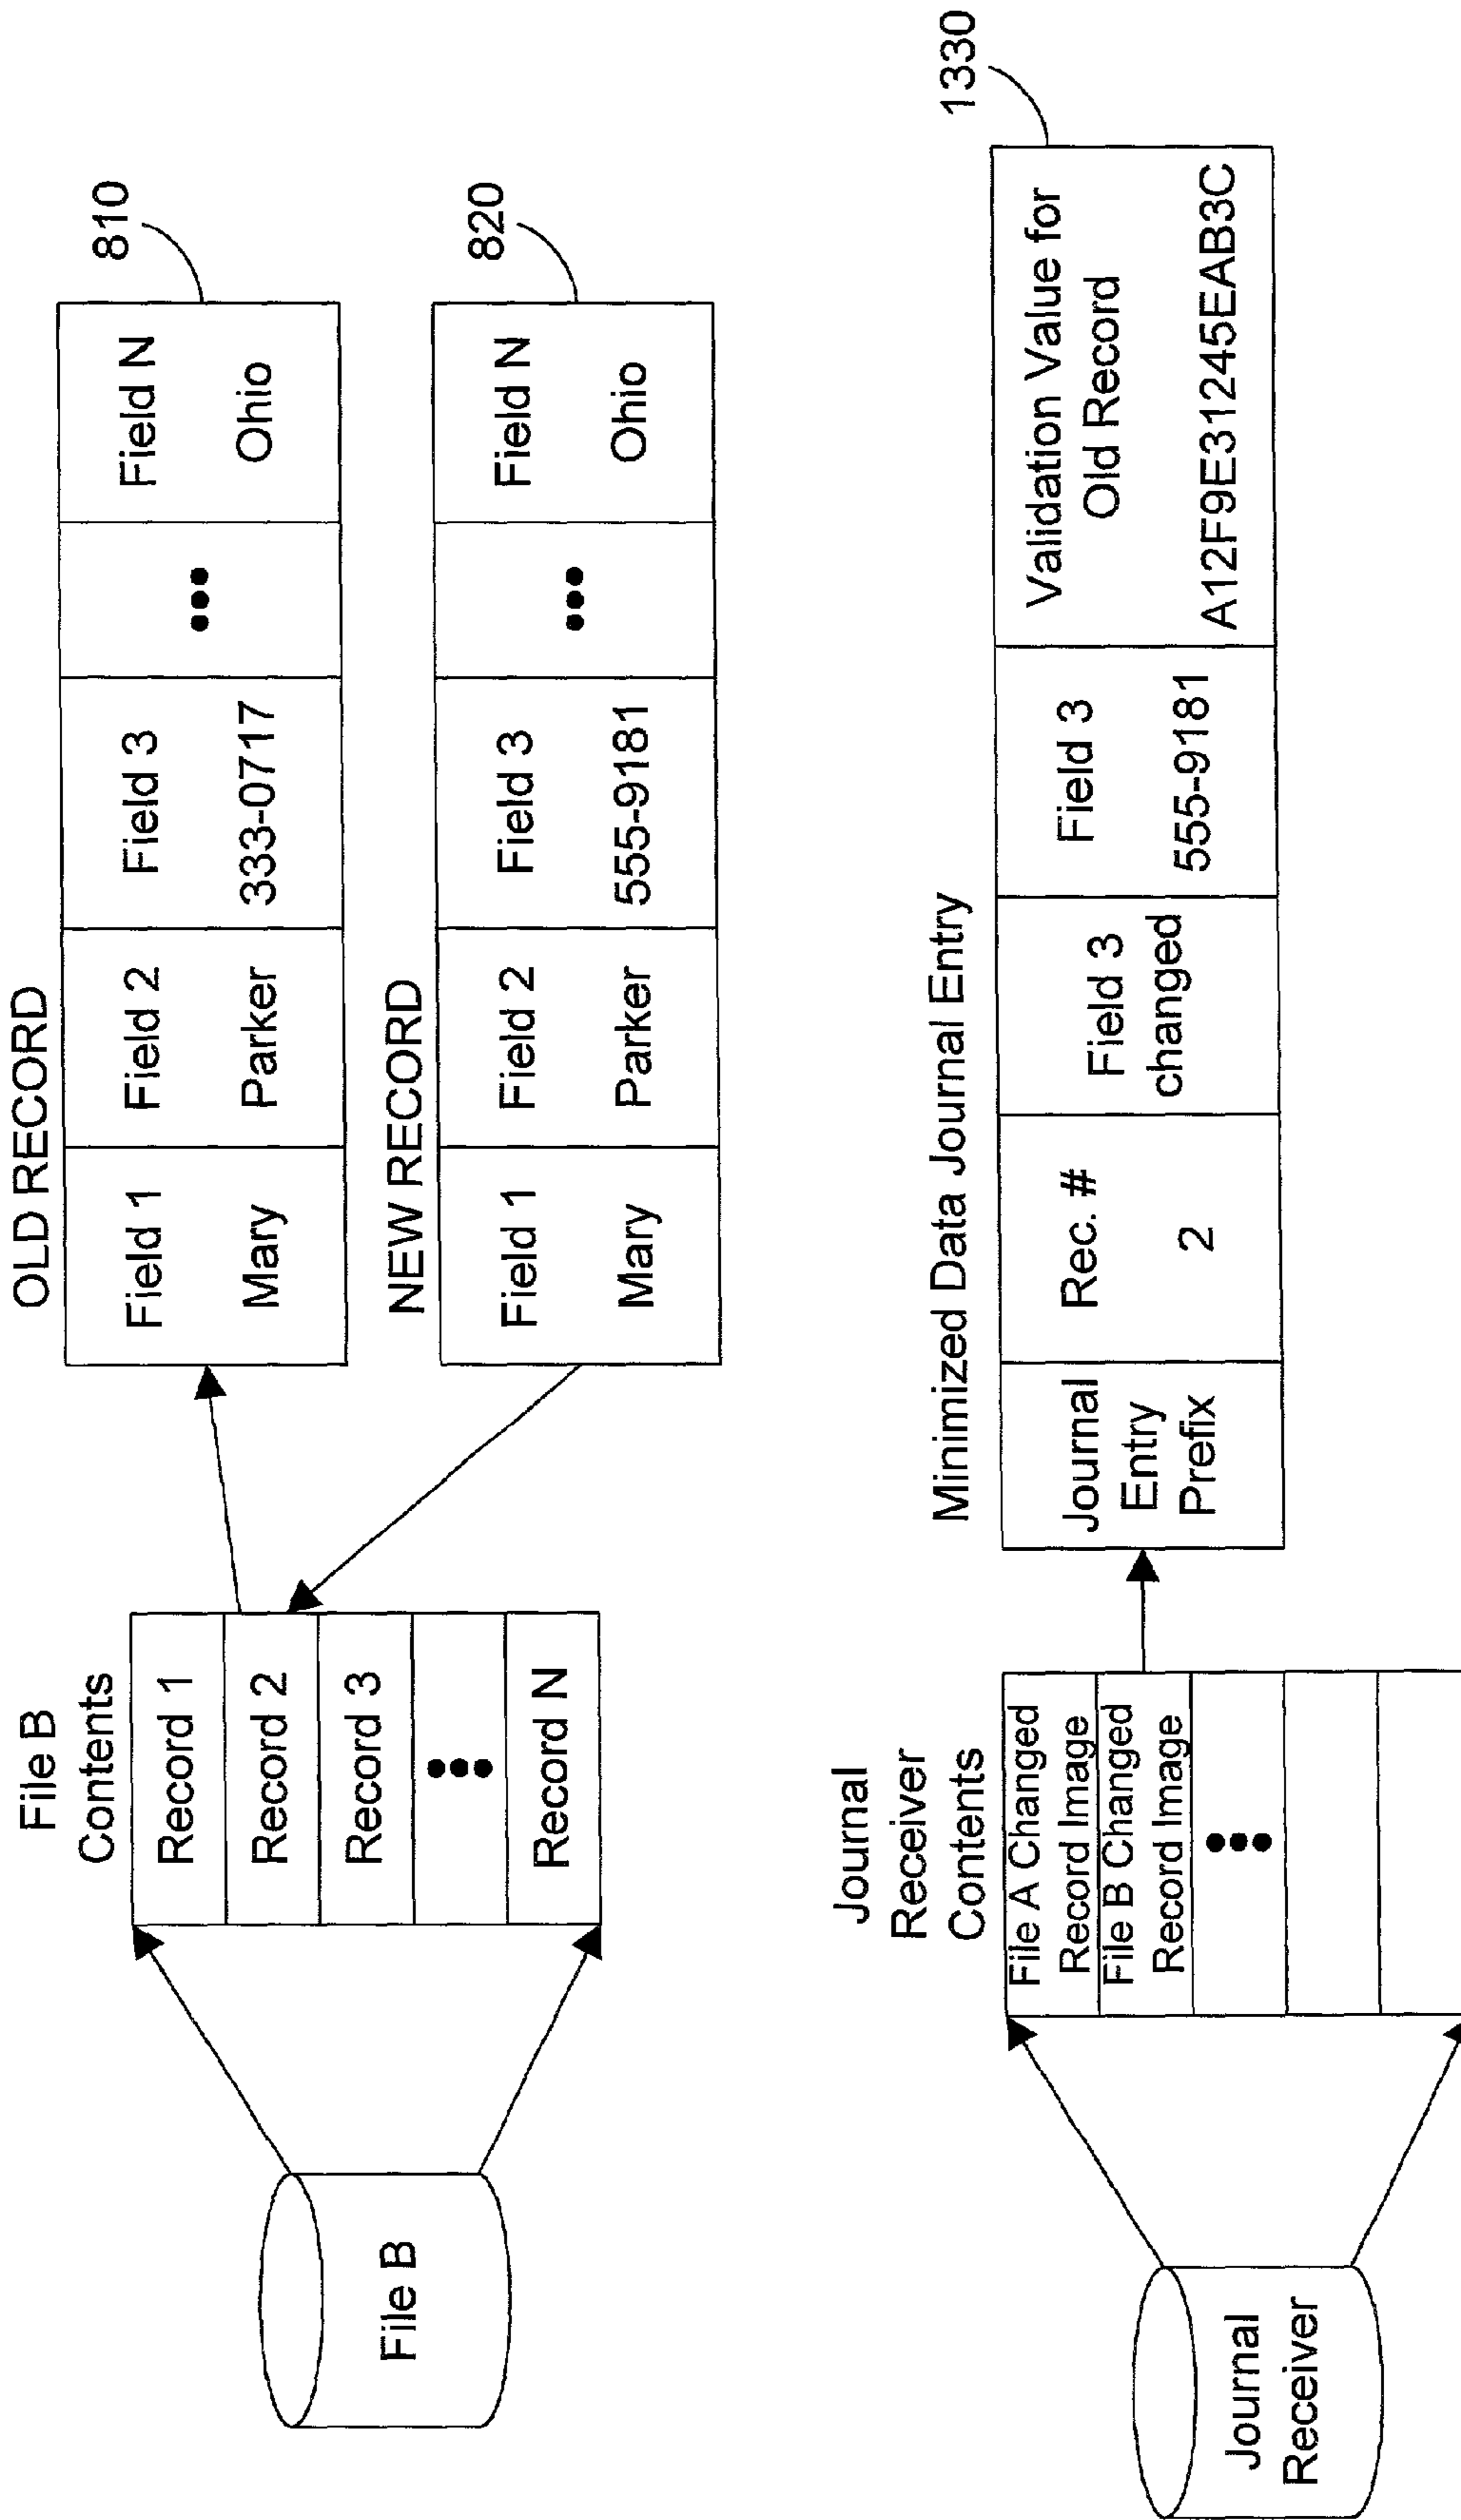 File B
File B
Contents
Record 1
Record 2
Record 3
Record N
OLD RECORD
Field 1
Mary
Field 2
Parker
Field 3
333-0717
Field N
Ohio
810
NEW RECORD
Field 1
Mary
Field 2
Parker
Field 3
555-9181
Field N
Ohio
820
Journal
Receiver
Journal
Receiver
Contents
File A Changed
Record Image
File B Changed
Record Image
Minimized Data Journal Entry
Journal
Entry
Prefix
Rec. #
2
Field 3
changed
Field 3
555-9181
Validation Value for
Old Record
A12F9E31245EAB3C
1330